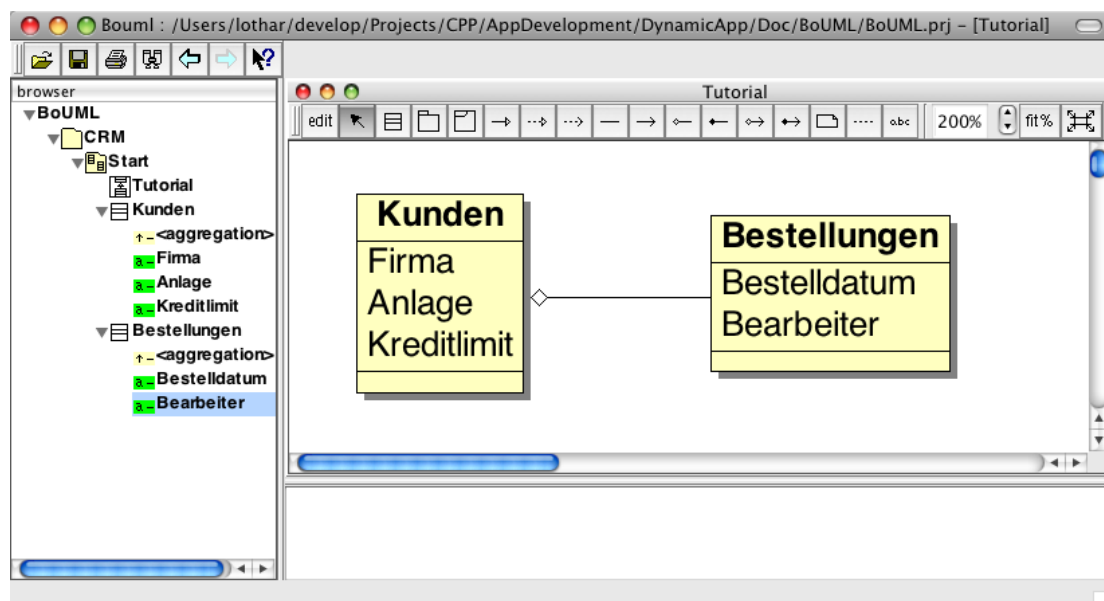 Bouml : /Users/lothar/develop/Projects/CPP/AppDevelopment/DynamicApp/Doc/BoUML/BoUML.prj – [Tutorial]
browser
BoUML
CRM
Start
Tutorial
Kunden
<aggregation>
Firma
Anlage
Kreditlimit
Bestellungen
<aggregation>
Bestelldatum
Bearbeiter
Tutorial
edit
abc
200%
fit%
Kunden
Firma
Anlage
Kreditlimit
Bestellungen
Bestelldatum
Bearbeiter